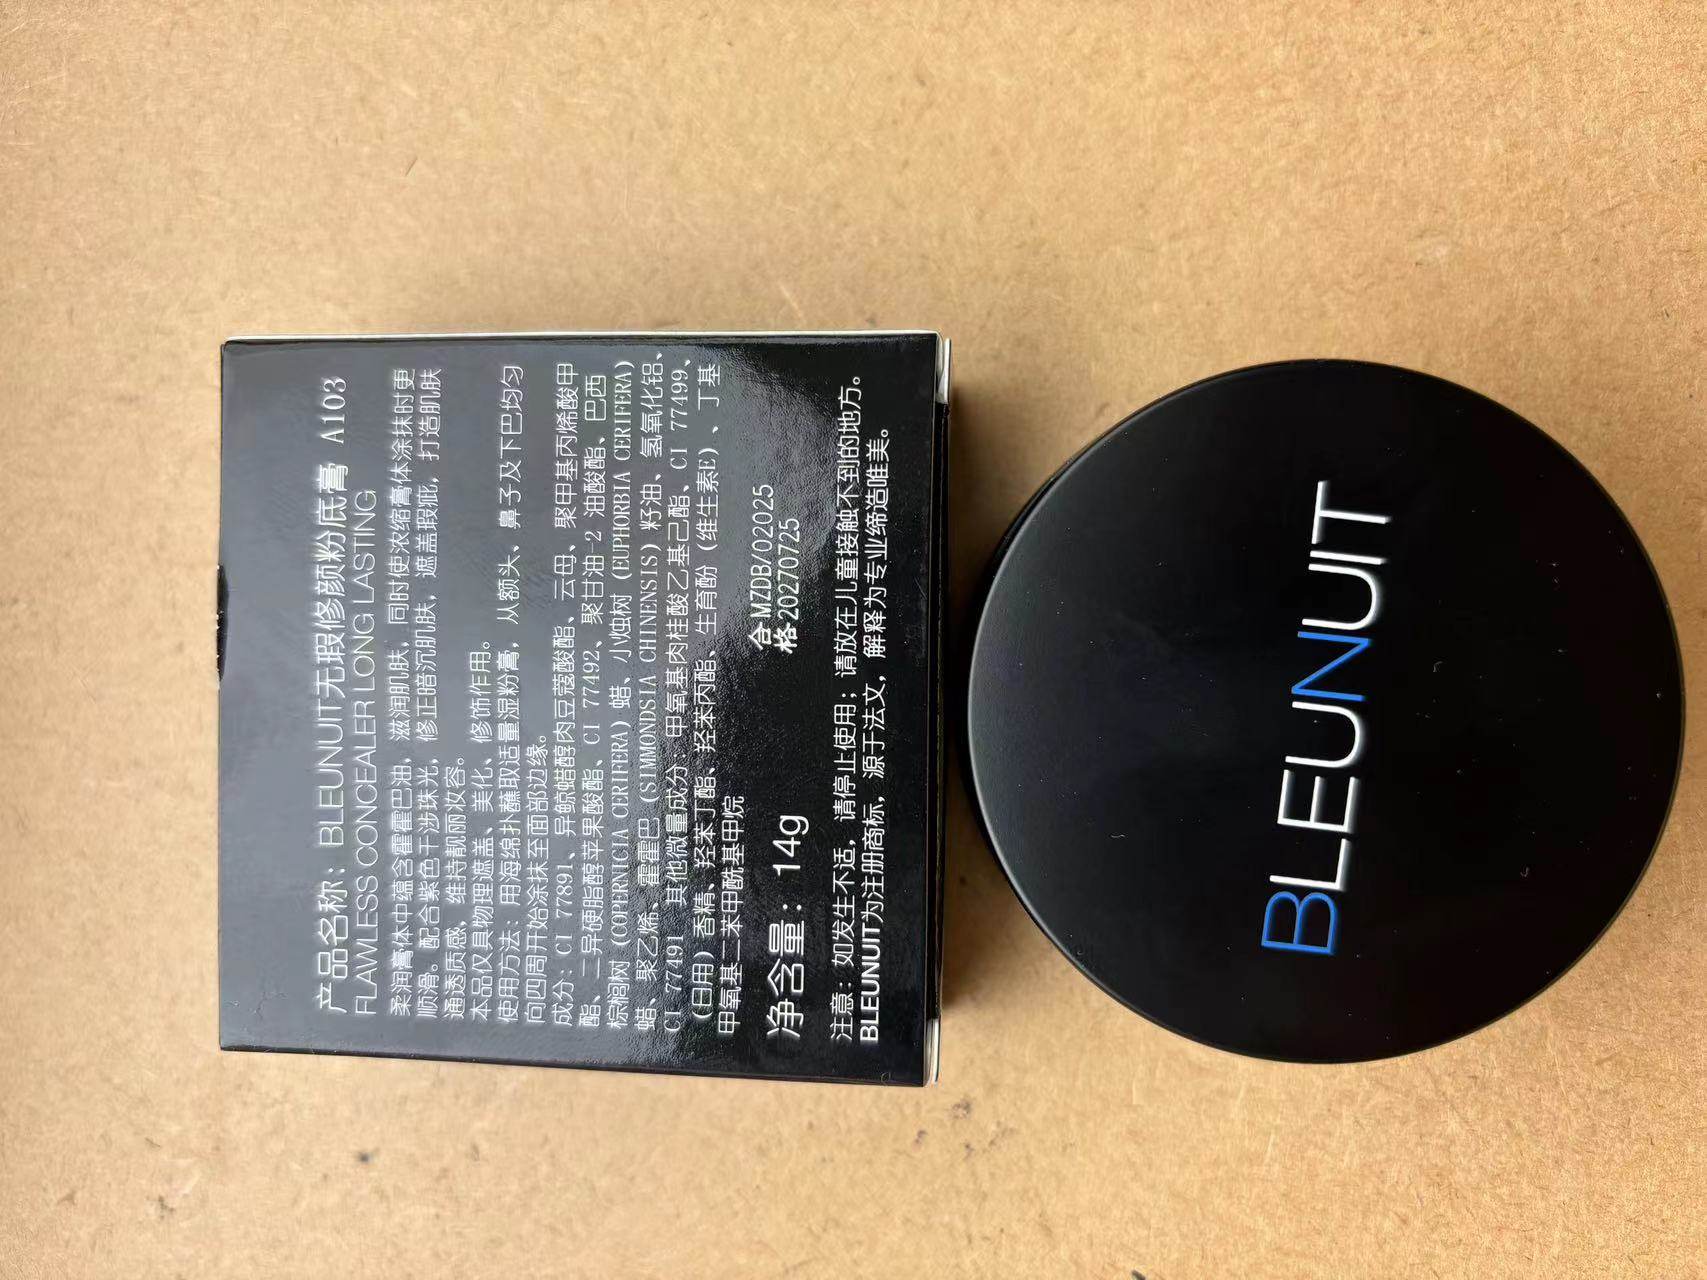 产品名称：BLEUNUIT无瑕修颜粉底膏 A103
FLAWLESS CONCEALER LONG LASTING
柔润膏体中蕴含霍霍巴油，滋润肌肤，同时使浓缩膏体涂抹时更
顺滑。配合紫色干涉珠光，修正暗沉肌肤，遮盖瑕疵，打造肌肤
通透质感，维持靓丽妆容。
本品仅具物理遮盖、美化、修饰作用。
使用方法：用海绵扑蘸取适量湿粉膏，从额头，鼻子及下巴均匀
向四周开始涂抹至面部边缘。
成分：CI 77891、异鲸蜡醇肉豆蔻酸酯、云母、聚甲基丙烯酸甲
酯、二异硬脂醇苹果酸酯、CI 77492、聚甘油-2 油酸酯、巴西
棕榈树（COPERNICIA CERIFERA）蜡、小烛树（EUPHORBIA CERIFERA）
蜡、聚乙烯、霍霍巴（SIMMONDSIA CHINENSIS）籽油、氢氧化铝、
CI 77491 其他微量成分：甲氧基肉桂酸乙基己酯、CI 77499、
（日用）香精、羟苯丁酯、羟苯丙酯、生育酚（维生素E）、丁基
甲氧基二苯甲酰基甲烷
净含量：14g
合 MZDB/02025
格 20270725
注意：如发生不适，请停止使用；请放在儿童接触不到的地方。
BLEUNUIT为注册商标，源于法文，解释为专业缔造唯美。
BLEUNUIT